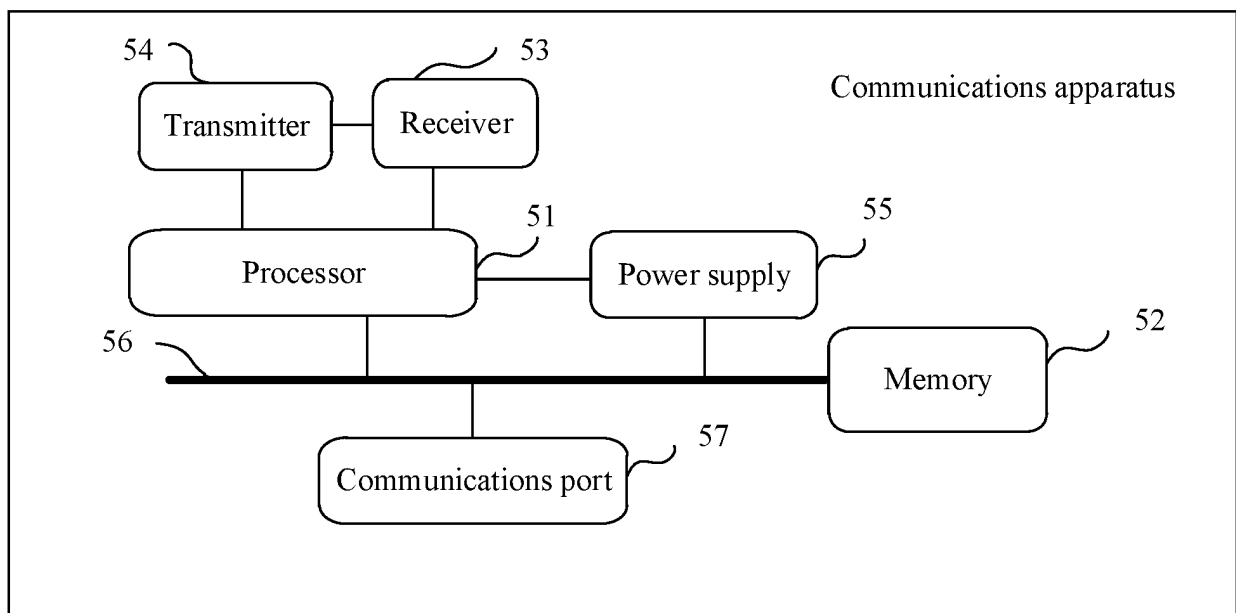 54
53
Communications apparatus
Transmitter
Receiver
51
55
Processor
Power supply
52
56
Memory
57
Communications port